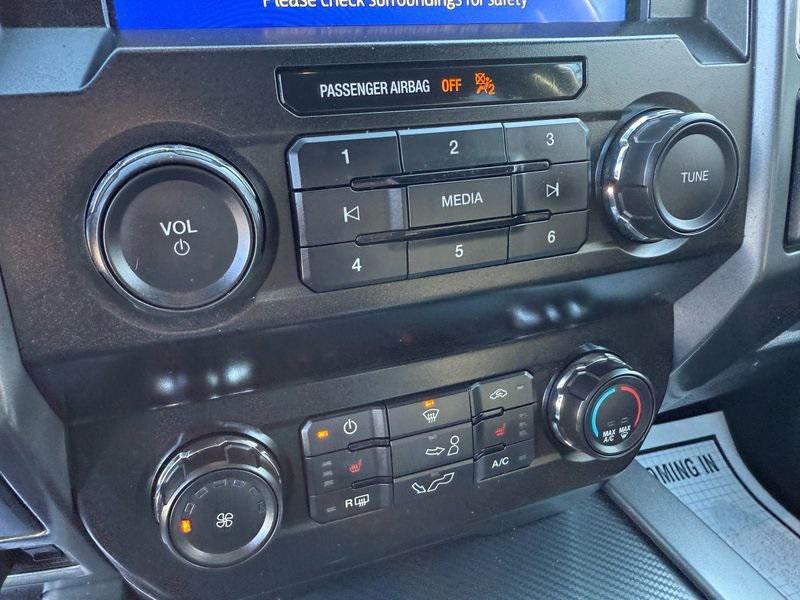 Please check surroundings for safety
PASSENGER AIRBAG OFF 2
1 2 3
VOL
MEDIA
TUNE
4 5 6
R
A/C
MAX A/C
MAX
OMING IN